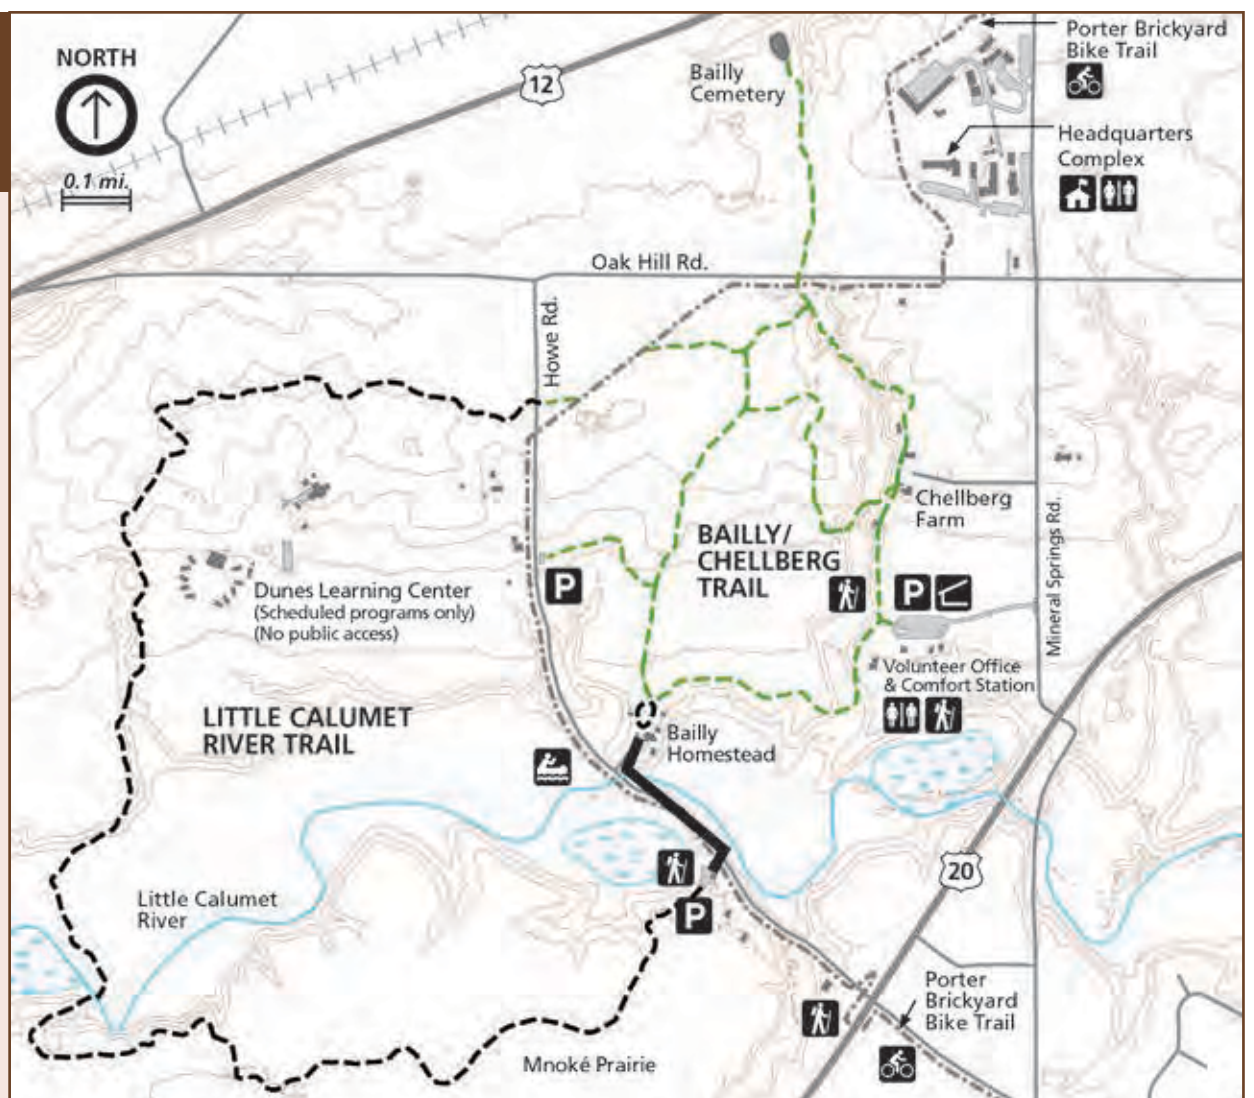 NORTH
0.1 mi.
12
Bailly
Cemetery
Porter Brickyard
Bike Trail
Headquarters
Complex
Oak Hill Rd.
Howe Rd.
Chellberg
Farm
Mineral Springs Rd.
BAILLY/
CHELLBERG
TRAIL
P
P
Dunes Learning Center
(Scheduled programs only)
(No public access)
Volunteer Office
& Comfort Station
LITTLE CALUMET
RIVER TRAIL
Bailly
Homestead
20
Little Calumet
River
P
Porter
Brickyard
Bike Trail
Mnoké Prairie